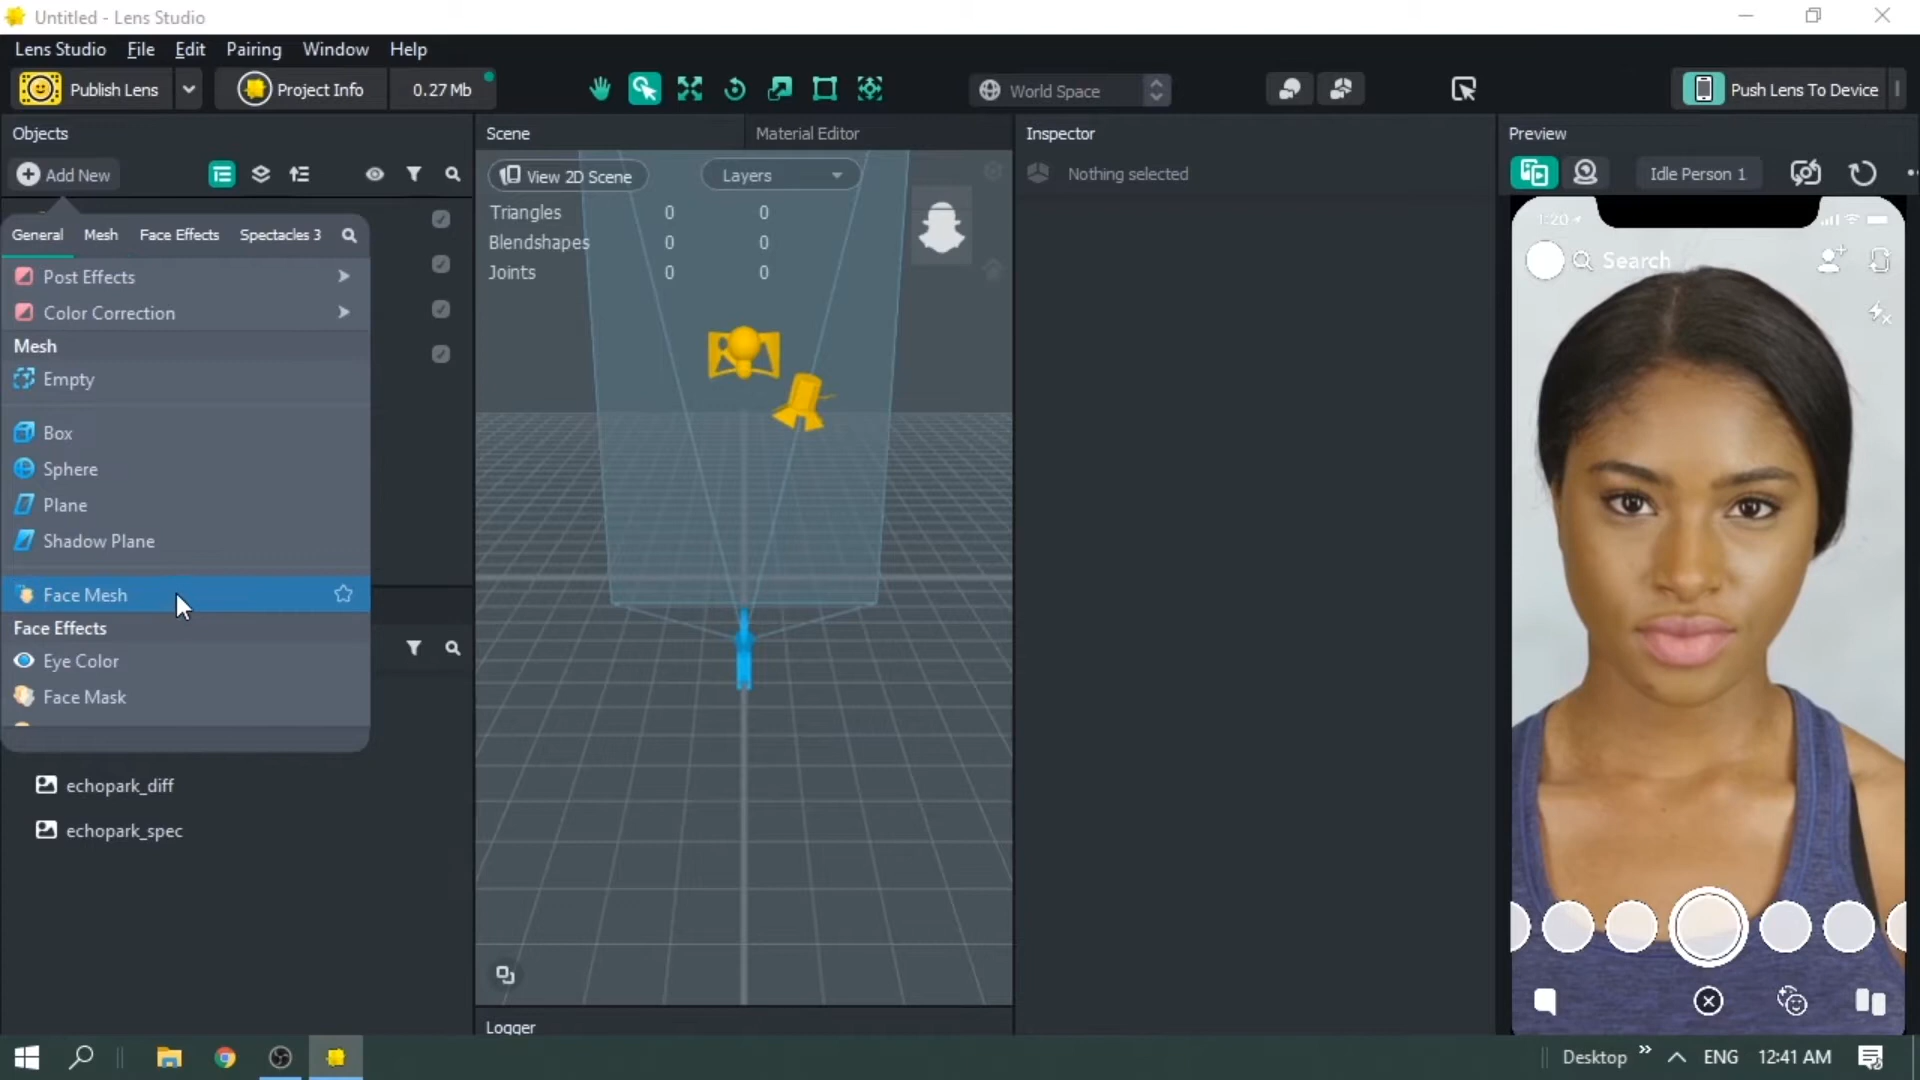 Untitled - Lens Studio
Lens Studio File Edit Pairing Window Help
Publish Lens Project Info 0.27 Mb World Space Push Lens To Device
Objects
Add New
General Mesh Face Effects Spectacles 3
Post Effects
Color Correction
Mesh
Empty
Box
Sphere
Plane
Shadow Plane
Face Mesh
Face Effects
Eye Color
Face Mask
echopark_diff
echopark_spec
Scene Material Editor
View 2D Scene Layers
Triangles 0 0
Blendshapes 0 0
Joints 0 0
Logger
Inspector
Nothing selected
Preview
Idle Person 1
1:20
Search
Desktop ENG 12:41 AM